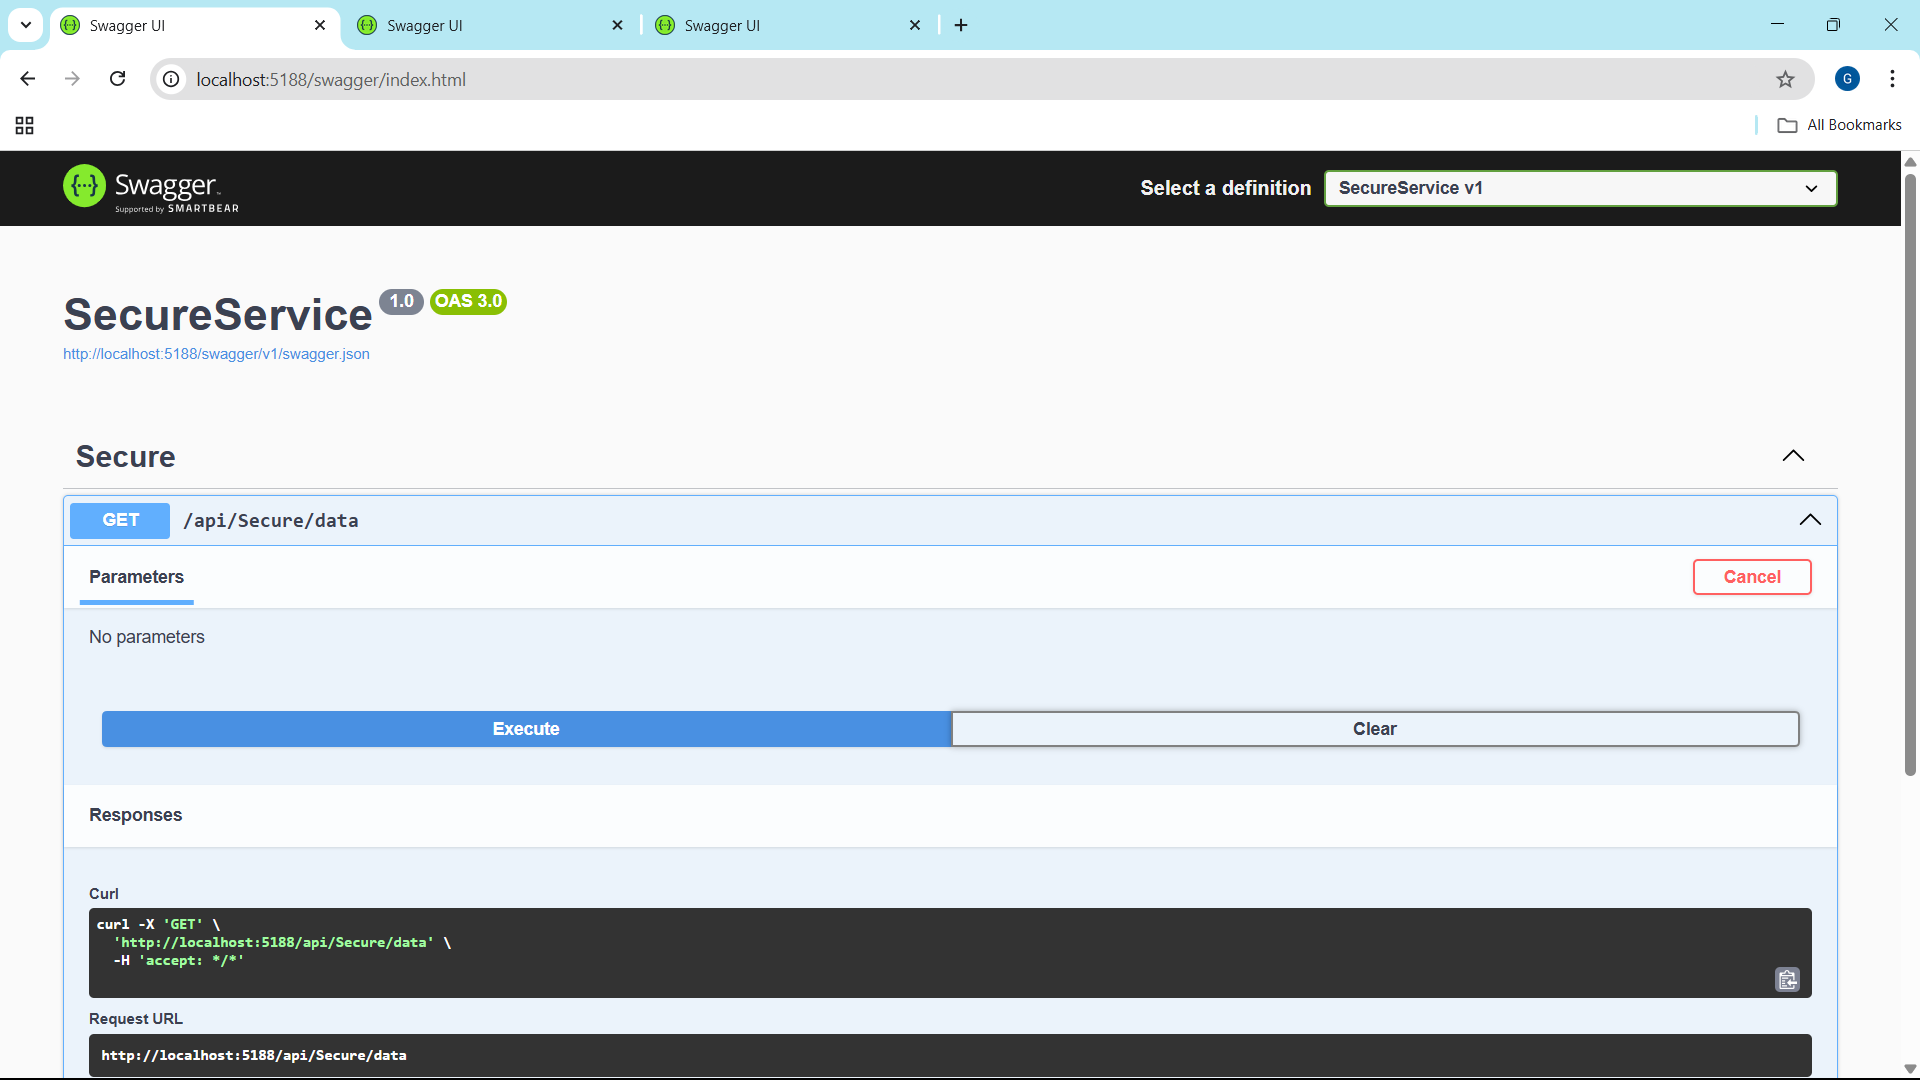 Swagger UI
Swagger UI
Swagger UI
localhost:5188/swagger/index.html
G
All Bookmarks
Swagger
Supported by SMARTBEAR
Select a definition
SecureService v1
SecureService 1.0 OAS 3.0
http://localhost:5188/swagger/v1/swagger.json
Secure
GET /api/Secure/data
Parameters
Cancel
No parameters
Execute
Clear
Responses
Curl
curl -X 'GET' \
'http://localhost:5188/api/Secure/data' \
-H 'accept: */*'
Request URL
http://localhost:5188/api/Secure/data